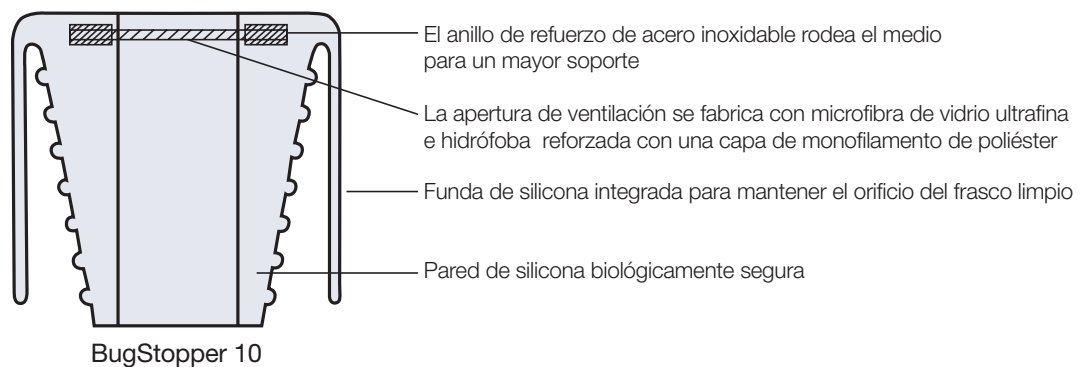 El anillo de refuerzo de acero inoxidable rodea el medio
para un mayor soporte
La apertura de ventilación se fabrica con microfibra de vidrio ultrafina
e hidrófoba  reforzada con una capa de monofilamento de poliéster
Funda de silicona integrada para mantener el orificio del frasco limpio
Pared de silicona biológicamente segura
BugStopper 10